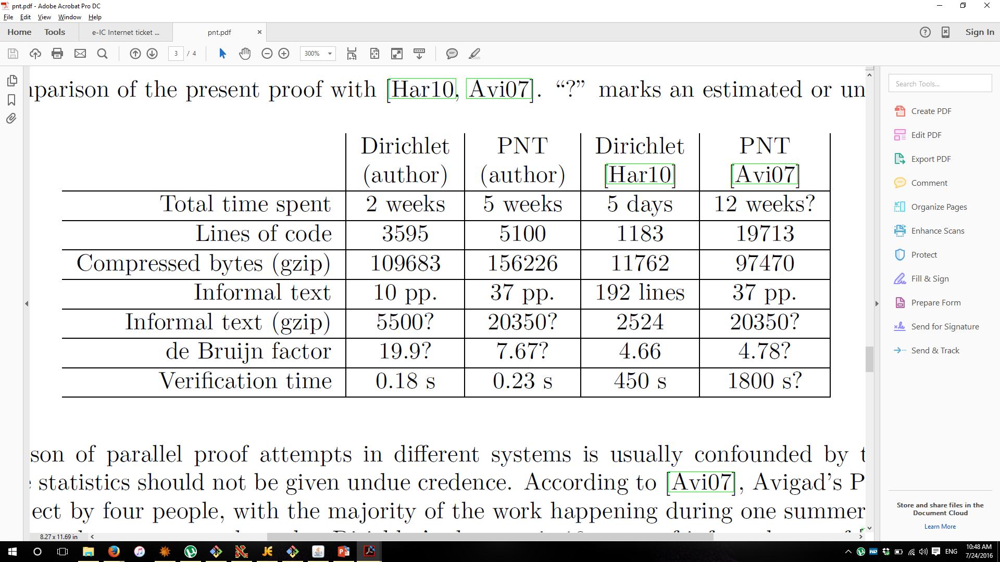 pnt.pdf - Adobe Acrobat Pro DC
File Edit View Window Help
Home Tools e-IC Internet ticket ... pnt.pdf × Sign In
3 / 4 300%
mparison of the present proof with [Har10, Avi07]. “?” marks an estimated or un
Dirichlet PNT Dirichlet PNT
(author) (author) [Har10] [Avi07]
Total time spent 2 weeks 5 weeks 5 days 12 weeks?
Lines of code 3595 5100 1183 19713
Compressed bytes (gzip) 109683 156226 11762 97470
Informal text 10 pp. 37 pp. 192 lines 37 pp.
Informal text (gzip) 5500? 20350? 2524 20350?
de Bruijn factor 19.9? 7.67? 4.66 4.78?
Verification time 0.18 s 0.23 s 450 s 1800 s?
son of parallel proof attempts in different systems is usually confounded by t
e statistics should not be given undue credence. According to [Avi07], Avigad’s P
ect by four people, with the majority of the work happening during one summer
8.27 x 11.69 in
Search Tools...
Create PDF
Edit PDF
Export PDF
Comment
Organize Pages
Enhance Scans
Protect
Fill & Sign
Prepare Form
Send for Signature
Send & Track
Store and share files in the
Document Cloud
Learn More
ENG
10:48 AM
7/24/2016